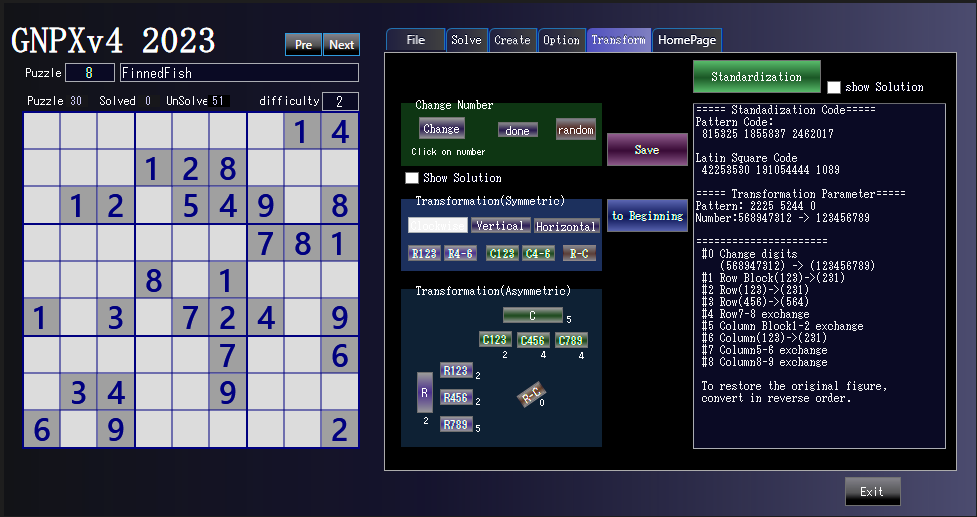 GNPXv4 2023
Pre Next
Puzzle 8 FinnedFish
Puzzle 30 Solved 0 UnSolve 51 difficulty 2
1 4
1 2 8
1 2 5 4 9 8
7 8 1
8 1
1 3 7 2 4 9
7 6
3 4 9
6 9 2
File Solve Create Option Transform HomePage
Change Number
Change done random
Click on number
Show Solution
Save
Transformation(Symmetric)
Vertical Horizontal
R123 R4-6 C123 C4-6 R-C
to Beginning
Transformation(Asymmetric)
C 5
C123 C456 C789
2 4 4
R123 2
R
R456 2
R-C
0
2
R789 5
Standardization
show Solution
===== Standadization Code=====
Pattern Code:
815325 1855837 2462017
Latin Square Code
42253530 191054444 1089
===== Transformation Parameter=====
Pattern: 2225 5244 0
Number:568947312 -> 123456789
======================
#0 Change digits
(568947312) -> (123456789)
#1 Row Block(123)->(231)
#2 Row(123)->(231)
#3 Row(456)->(564)
#4 Row7-8 exchange
#5 Column Block1-2 exchange
#6 Column(123)->(231)
#7 Column5-6 exchange
#8 Column8-9 exchange
To restore the original figure,
convert in reverse order.
Exit